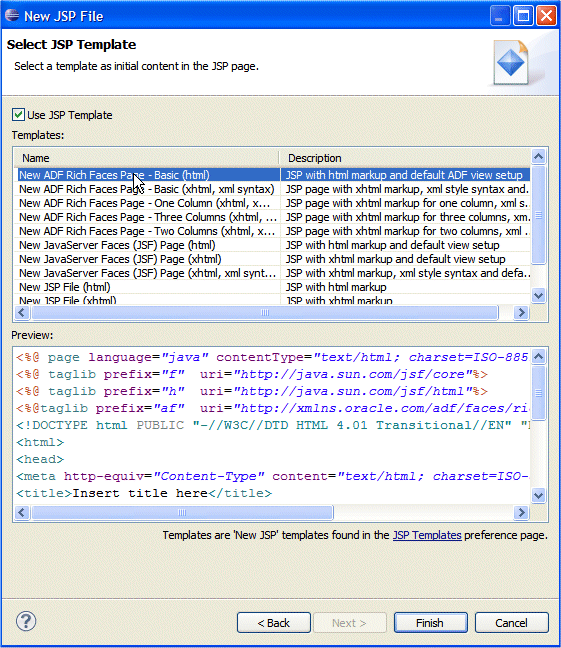 New JSP File
Select JSP Template
Select a template as initial content in the JSP page.
Use JSP Template
Templates:
Name Description
New ADF Rich Faces Page - Basic (html) JSP with html markup and default ADF view setup
New ADF Rich Faces Page - Basic (xhtml, xml syntax) JSP page with xhtml markup, xml style syntax and...
New ADF Rich Faces Page - One Column (xhtml, x... JSP page with xhtml markup for one column, xml s...
New ADF Rich Faces Page - Three Columns (xhtml, ... JSP page with xhtml markup for three columns, xm...
New ADF Rich Faces Page - Two Columns (xhtml, x... JSP page with xhtml markup for two columns, xml ...
New JavaServer Faces (JSF) Page (html) JSP with html markup and default view setup
New JavaServer Faces (JSF) Page (xhtml) JSP with xhtml markup and default view setup
New JavaServer Faces (JSF) Page (xhtml, xml synt... JSP with xhtml markup, xml style syntax and defa...
New JSP File (html) JSP with html markup
New JSP File (xhtml) JSP with xhtml markup
Preview:
<%@ page language="java" contentType="text/html; charset=ISO-885
<%@ taglib prefix="f" uri="http://java.sun.com/jsf/core"%>
<%@ taglib prefix="h" uri="http://java.sun.com/jsf/html"%>
<%@taglib prefix="af" uri="http://xmlns.oracle.com/adf/faces/ric
<!DOCTYPE html PUBLIC "-//W3C//DTD HTML 4.01 Transitional//EN" "
<html>
<head>
<meta http-equiv="Content-Type" content="text/html; charset=ISO-
<title>Insert title here</title>
Templates are 'New JSP' templates found in the JSP Templates preference page.
? < Back Next > Finish Cancel